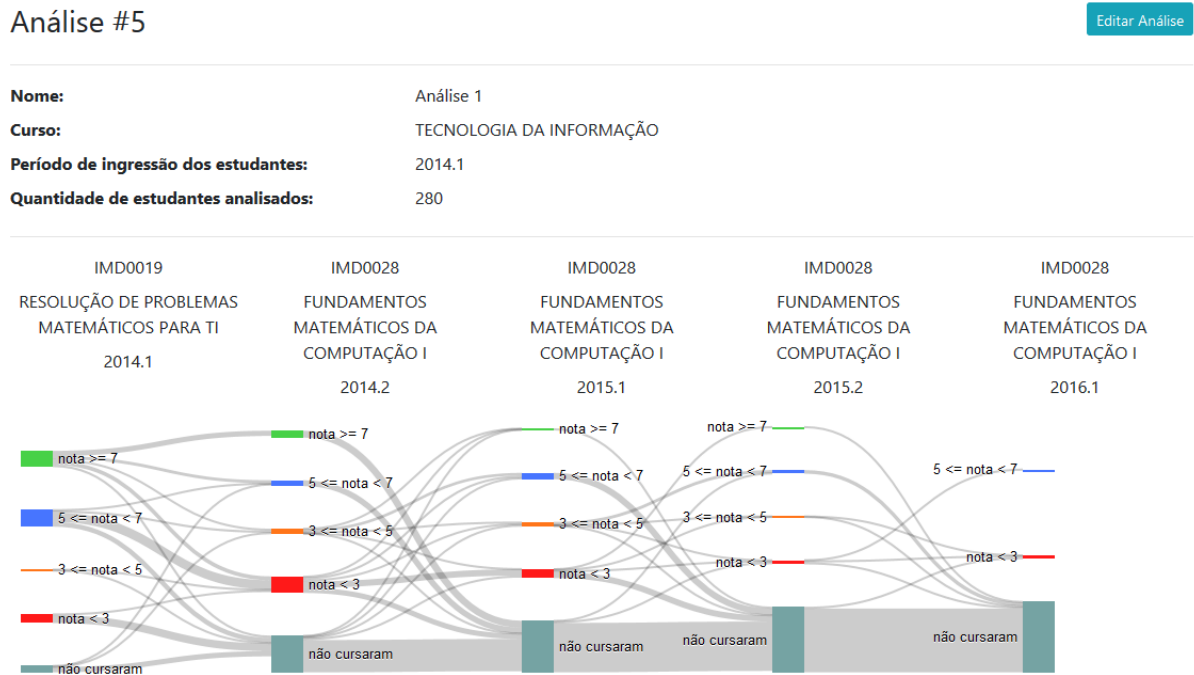 Análise #5
Editar Análise
Nome: Análise 1
Curso: TECNOLOGIA DA INFORMAÇÃO
Período de ingressão dos estudantes: 2014.1
Quantidade de estudantes analisados: 280
IMD0019
RESOLUÇÃO DE PROBLEMAS
MATEMÁTICOS PARA TI
2014.1
IMD0028
FUNDAMENTOS
MATEMÁTICOS DA
COMPUTAÇÃO I
2014.2
IMD0028
FUNDAMENTOS
MATEMÁTICOS DA
COMPUTAÇÃO I
2015.1
IMD0028
FUNDAMENTOS
MATEMÁTICOS DA
COMPUTAÇÃO I
2015.2
IMD0028
FUNDAMENTOS
MATEMÁTICOS DA
COMPUTAÇÃO I
2016.1
nota >= 7
5 <= nota < 7
3 <= nota < 5
nota < 3
não cursaram
nota >= 7
5 <= nota < 7
3 <= nota < 5
nota < 3
não cursaram
nota >= 7
5 <= nota < 7
3 <= nota < 5
nota < 3
não cursaram
nota >= 7
5 <= nota < 7
3 <= nota < 5
nota < 3
não cursaram
5 <= nota < 7
nota < 3
não cursaram